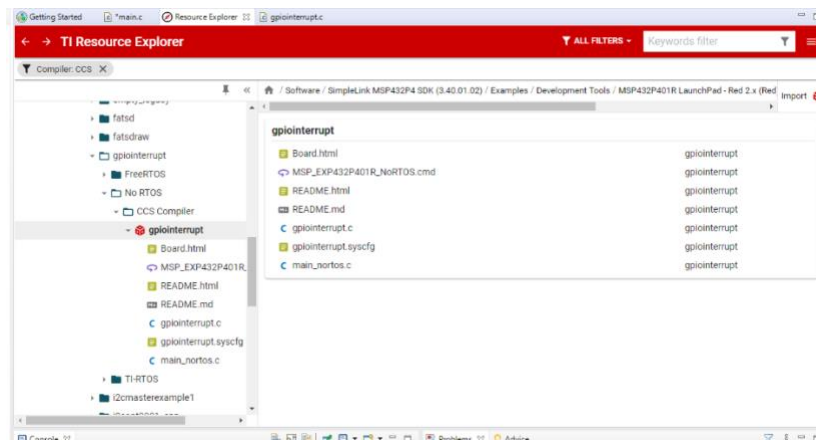 Getting Started
*main.c
Resource Explorer
gpiointerrupt.c
TI Resource Explorer
ALL FILTERS
Keywords filter
Compiler: CCS X
/ Software / SimpleLink MSP432P4 SDK (3.40.01.02) / Examples / Development Tools / MSP432P401R LaunchPad - Red 2.x (Red
Import
fatsd
fatsdraw
gpiointerrupt
FreeRTOS
No RTOS
CCS Compiler
gpiointerrupt
Board.html
MSP_EXP432P401R_
README.html
README.md
gpiointerrupt.c
gpiointerrupt.syscfg
main_nortos.c
TI-RTOS
i2cmasterexample1
gpiointerrupt
Board.html gpiointerrupt
MSP_EXP432P401R_NoRTOS.cmd gpiointerrupt
README.html gpiointerrupt
README.md gpiointerrupt
gpiointerrupt.c gpiointerrupt
gpiointerrupt.syscfg gpiointerrupt
main_nortos.c gpiointerrupt
Console
Problems
Advice